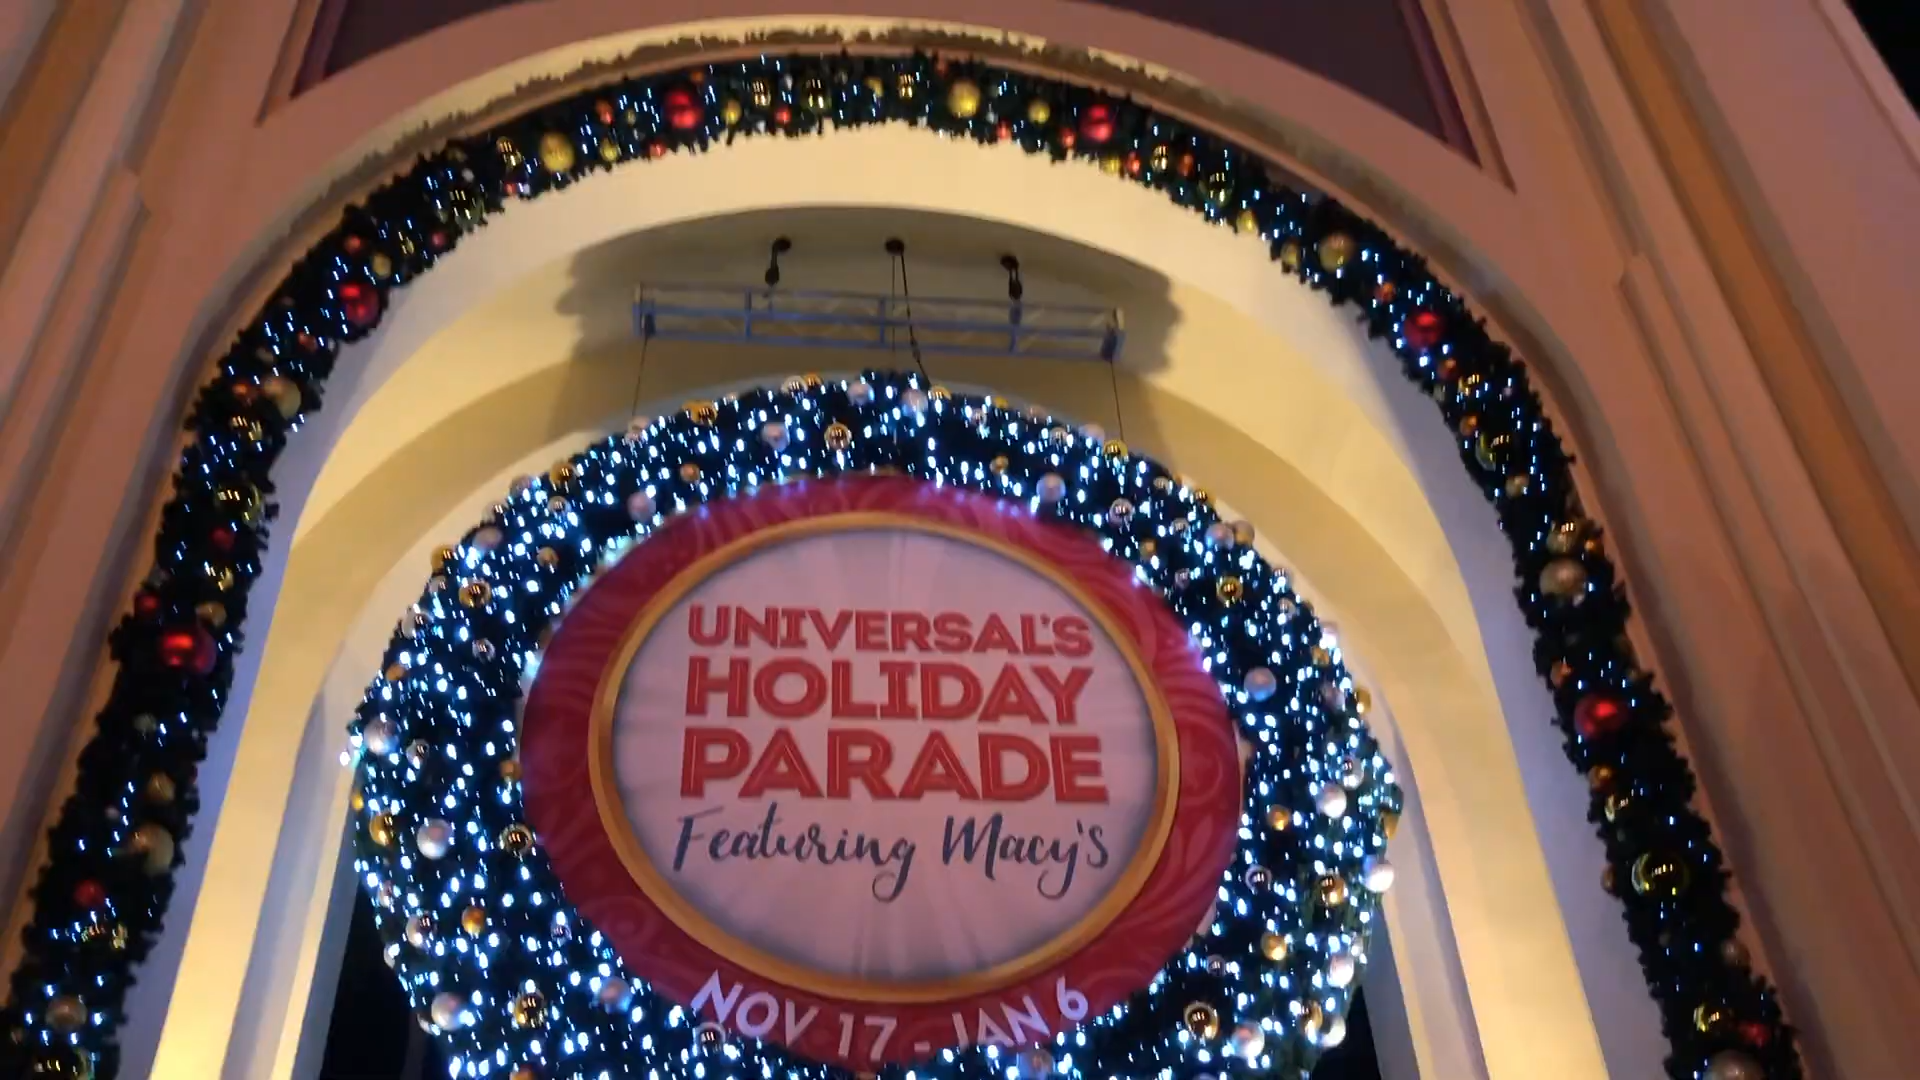 UNIVERSAL'S
HOLIDAY
PARADE
Featuring Macy's
NOV 17 - JAN 6